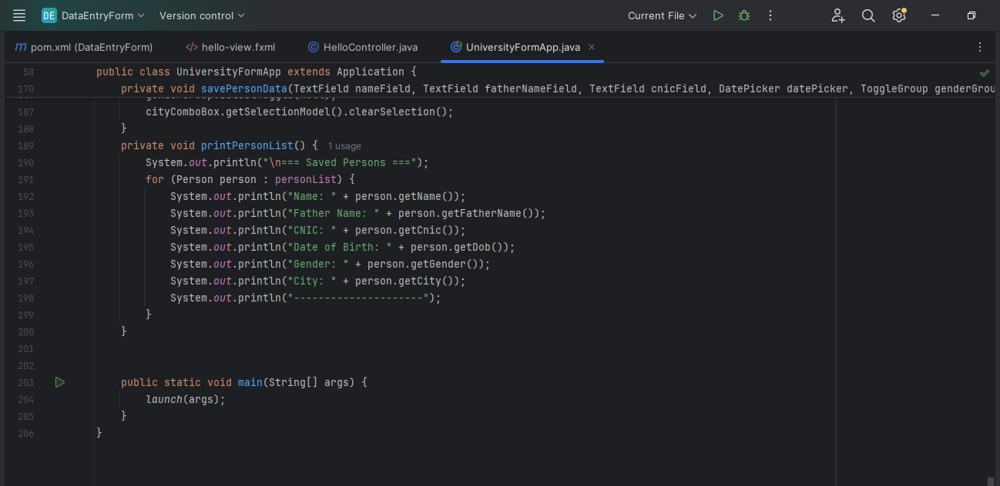 DE DataEntryForm Version control Current File
pom.xml (DataEntryForm) hello-view.fxml HelloController.java UniversityFormApp.java
58 public class UniversityFormApp extends Application {
170 private void savePersonData(TextField nameField, TextField fatherNameField, TextField cnicField, DatePicker datePicker, ToggleGroup genderGrou
187 cityComboBox.getSelectionModel().clearSelection();
188 }
189 private void printPersonList() { 1 usage
190 System.out.println("\n=== Saved Persons ===");
191 for (Person person : personList) {
192 System.out.println("Name: " + person.getName());
193 System.out.println("Father Name: " + person.getFatherName());
194 System.out.println("CNIC: " + person.getCnic());
195 System.out.println("Date of Birth: " + person.getDob());
196 System.out.println("Gender: " + person.getGender());
197 System.out.println("City: " + person.getCity());
198 System.out.println("---------------------");
199 }
200 }
201
202
203 public static void main(String[] args) {
204 launch(args);
205 }
206 }